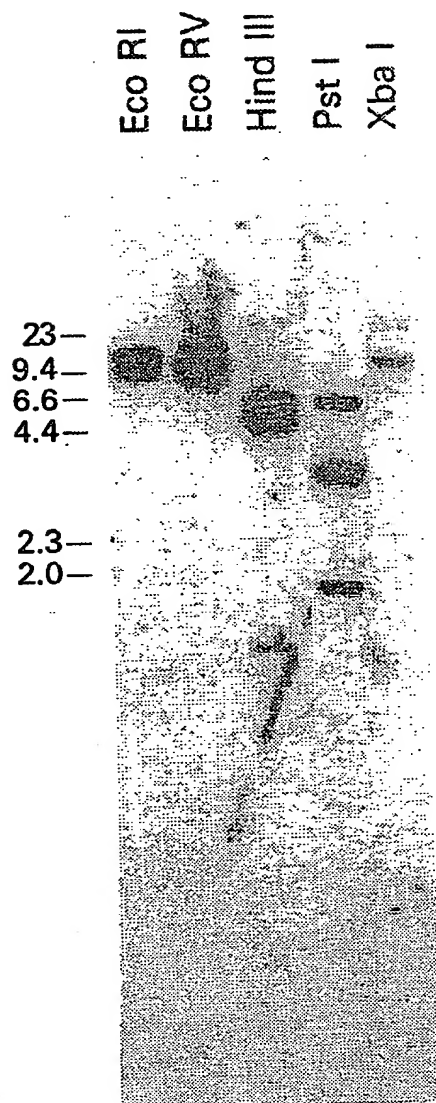 Eco RI
Eco RV
Hind III
Pst I
Xba I
23
9.4
6.6
4.4
2.3
2.0